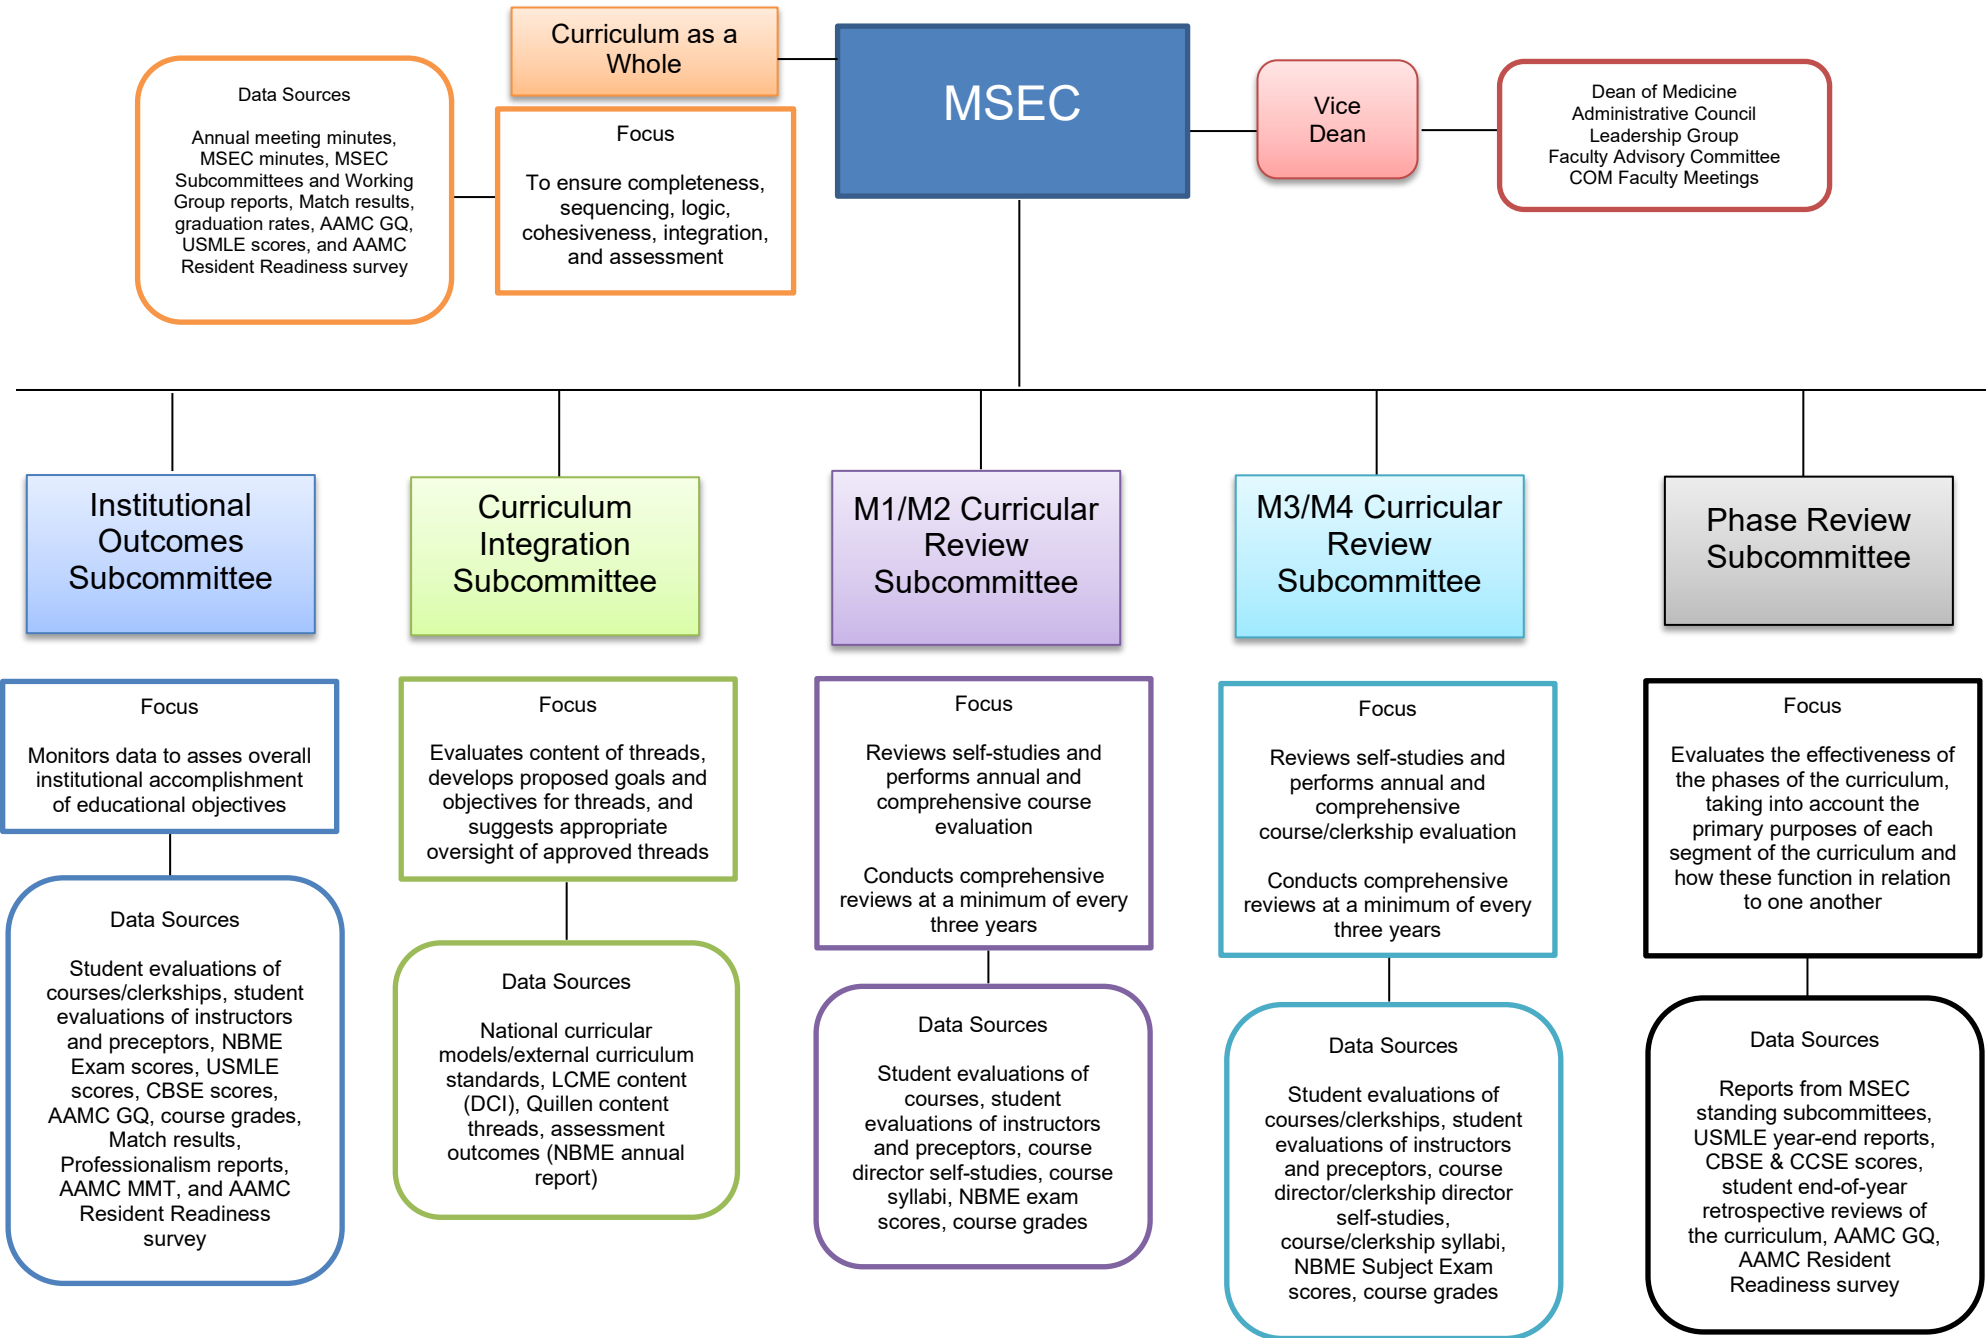 Curriculum as a
Whole
MSEC
Vice
Dean
Dean of Medicine
Administrative Council
Leadership Group
Faculty Advisory Committee
COM Faculty Meetings
Data Sources
Annual meeting minutes,
MSEC minutes, MSEC
Subcommittees and Working
Group reports, Match results,
graduation rates, AAMC GQ,
USMLE scores, and AAMC
Resident Readiness survey
Focus
To ensure completeness,
sequencing, logic,
cohesiveness, integration,
and assessment
Institutional
Outcomes
Subcommittee
Curriculum
Integration
Subcommittee
M1/M2 Curricular
Review
Subcommittee
M3/M4 Curricular
Review
Subcommittee
Phase Review
Subcommittee
Focus
Monitors data to asses overall
institutional accomplishment
of educational objectives
Focus
Evaluates content of threads,
develops proposed goals and
objectives for threads, and
suggests appropriate
oversight of approved threads
Focus
Reviews self-studies and
performs annual and
comprehensive course
evaluation
Conducts comprehensive
reviews at a minimum of every
three years
Focus
Reviews self-studies and
performs annual and
comprehensive
course/clerkship evaluation
Conducts comprehensive
reviews at a minimum of every
three years
Focus
Evaluates the effectiveness of
the phases of the curriculum,
taking into account the
primary purposes of each
segment of the curriculum and
how these function in relation
to one another
Data Sources
Student evaluations of
courses/clerkships, student
evaluations of instructors
and preceptors, NBME
Exam scores, USMLE
scores, CBSE scores,
AAMC GQ, course grades,
Match results,
Professionalism reports,
AAMC MMT, and AAMC
Resident Readiness
survey
Data Sources
National curricular
models/external curriculum
standards, LCME content
(DCI), Quillen content
threads, assessment
outcomes (NBME annual
report)
Data Sources
Student evaluations of
courses, student
evaluations of instructors
and preceptors, course
director self-studies, course
syllabi, NBME exam
scores, course grades
Data Sources
Student evaluations of
courses/clerkships, student
evaluations of instructors
and preceptors, course
director/clerkship director
self-studies,
course/clerkship syllabi,
NBME Subject Exam
scores, course grades
Data Sources
Reports from MSEC
standing subcommittees,
USMLE year-end reports,
CBSE & CCSE scores,
student end-of-year
retrospective reviews of
the curriculum, AAMC GQ,
AAMC Resident
Readiness survey